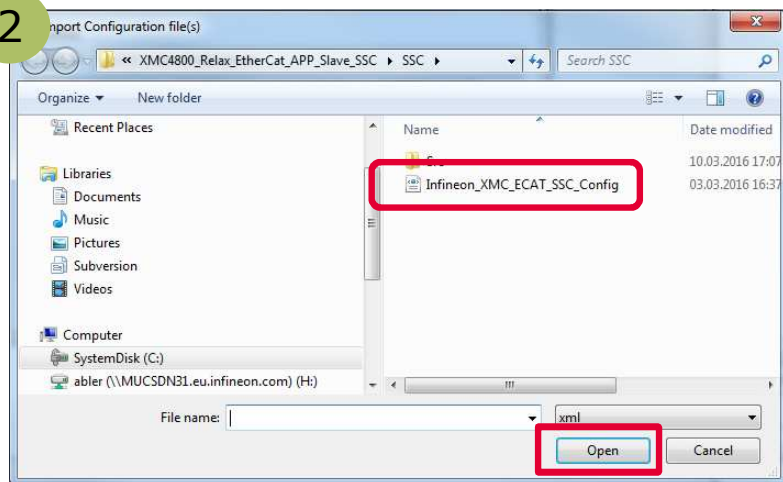 2
mport Configuration file(s)
« XMC4800_Relax_EtherCat_APP_Slave_SSC ▸ SSC ▸
Search SSC
Organize
New folder
Recent Places
Name
Date modified
10.03.2016 17:07
Libraries
Infineon_XMC_ECAT_SSC_Config
03.03.2016 16:37
Documents
Music
Pictures
Subversion
Videos
Computer
SystemDisk (C:)
abler (\\MUCSDN31.eu.infineon.com) (H:)
File name:
xml
Open
Cancel